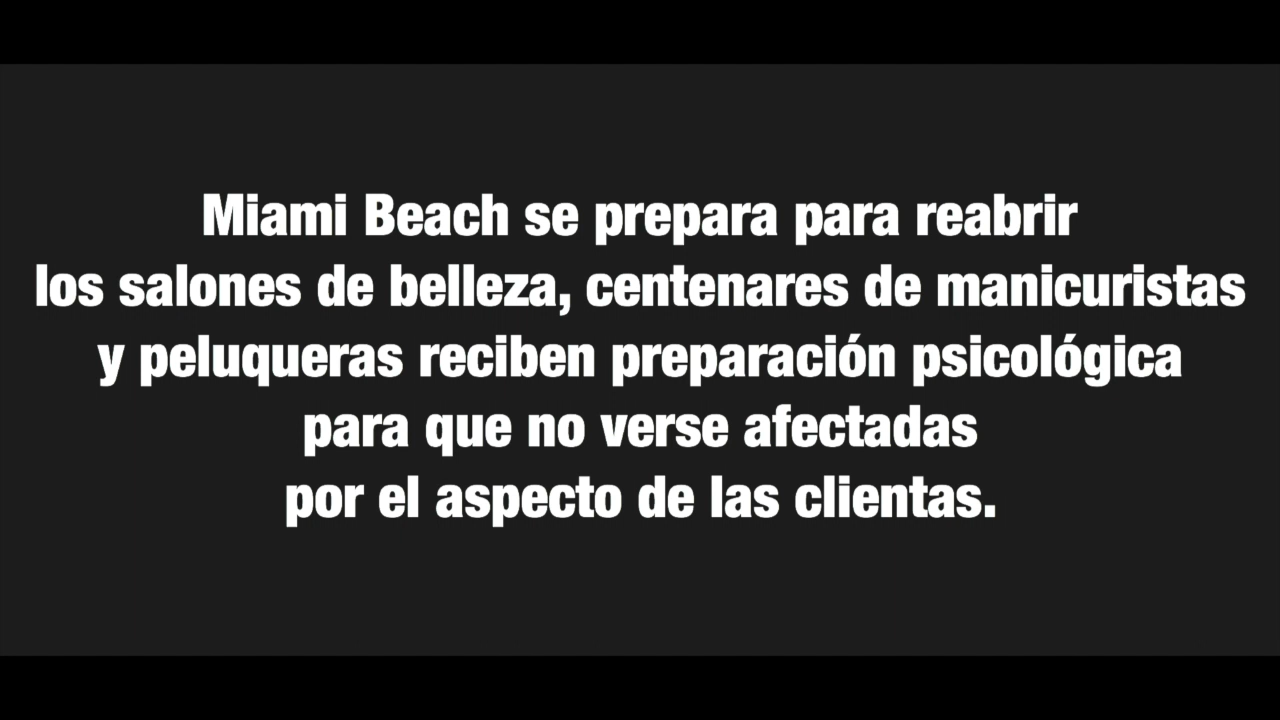 Miami Beach se prepara para reabrir
los salones de belleza, centenares de manicuristas
y peluqueras reciben preparación psicológica
para que no verse afectadas
por el aspecto de las clientas.